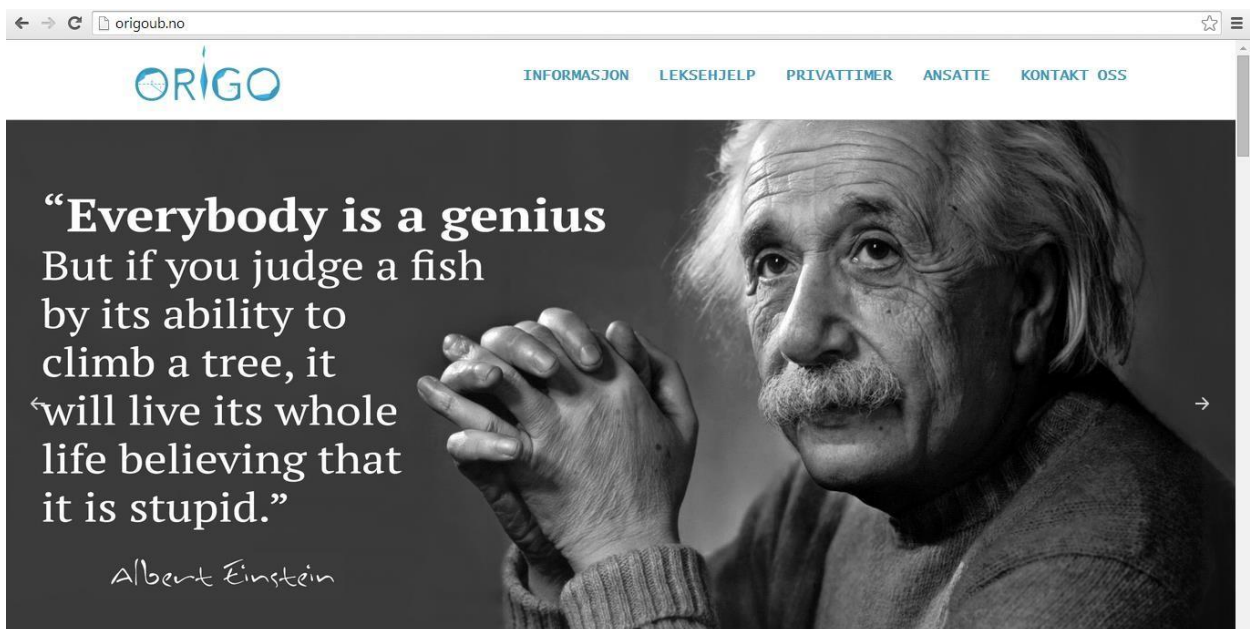 origoub.no
ORIGO
INFORMASJON LEKSEHJELP PRIVATTIMER ANSATTE KONTAKT OSS
“Everybody is a genius
But if you judge a fish
by its ability to
climb a tree, it
will live its whole
life believing that
it is stupid.”
Albert Einstein